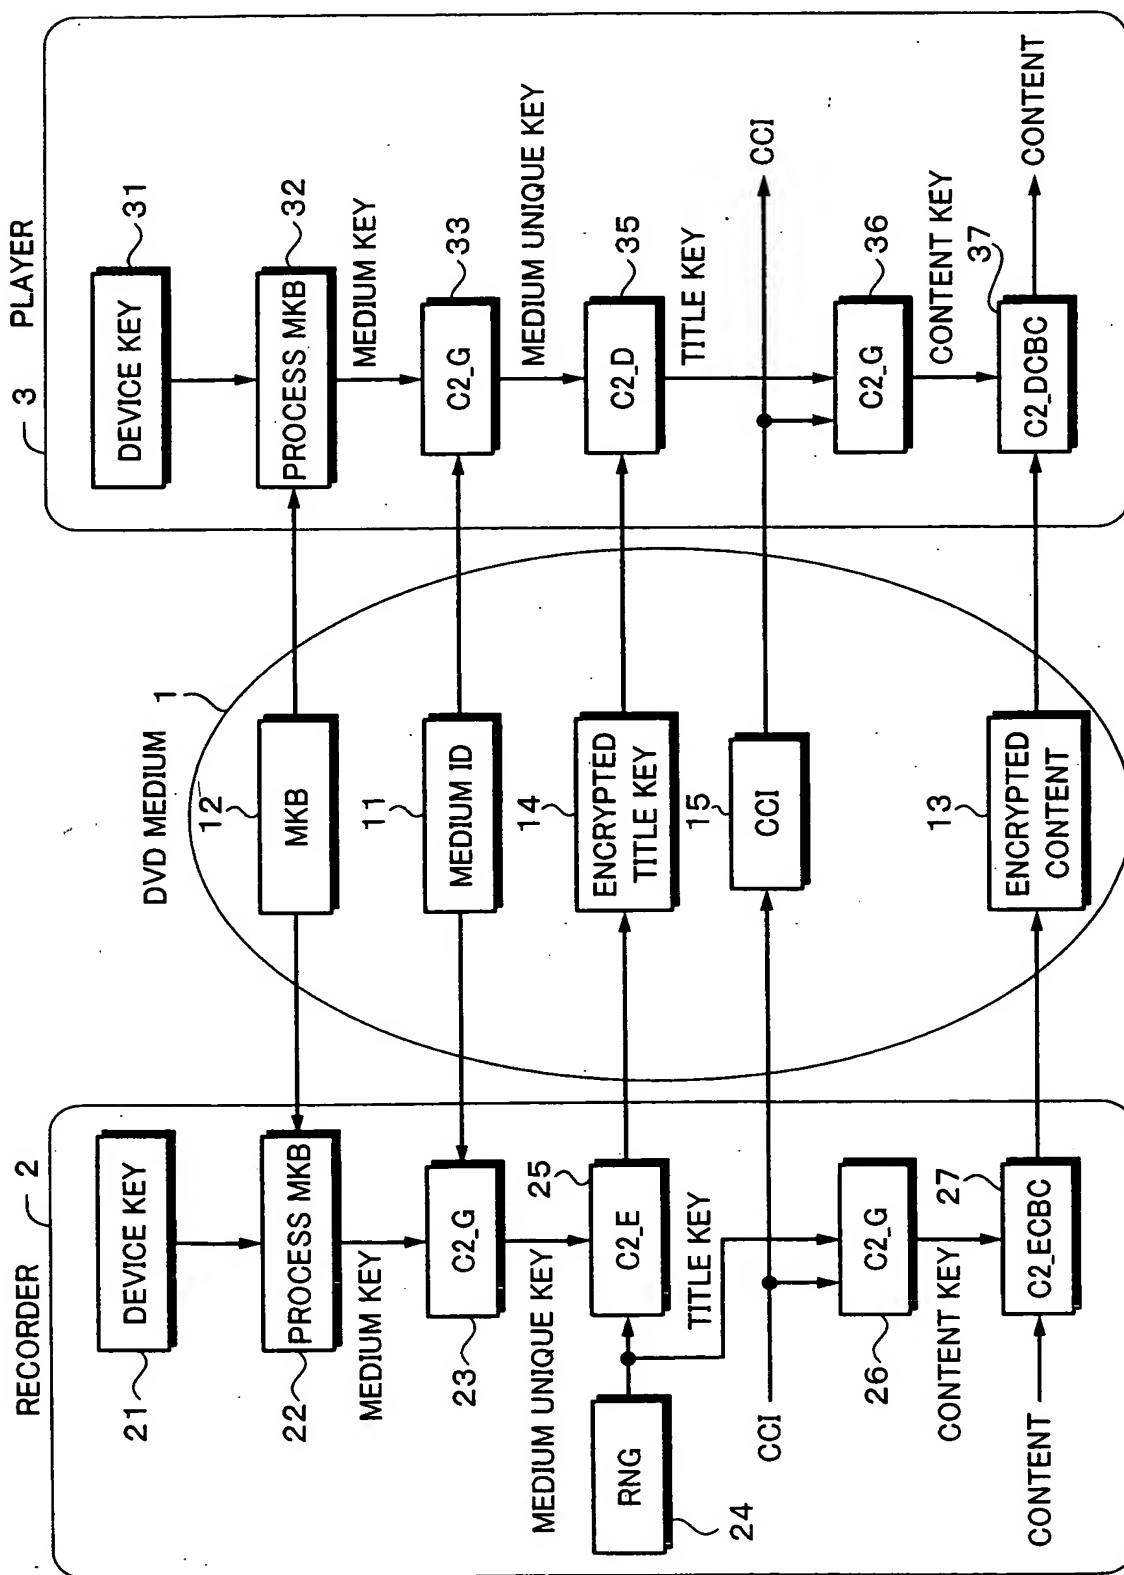 RECORDER
2
DEVICE KEY
21
PROCESS MKB
22
MEDIUM KEY
C2_G
23
MEDIUM UNIQUE KEY
25
C2_E
RNG
24
TITLE KEY
CCI
C2_G
26
CONTENT KEY
27
C2_ECBC
CONTENT
DVD MEDIUM
1
12
MKB
11
MEDIUM ID
14
ENCRYPTED
TITLE KEY
15
CCI
13
ENCRYPTED
CONTENT
3
PLAYER
DEVICE KEY
31
PROCESS MKB
32
MEDIUM KEY
C2_G
33
MEDIUM UNIQUE KEY
C2_D
35
TITLE KEY
CCI
C2_G
36
CONTENT KEY
37
C2_DCBC
CONTENT